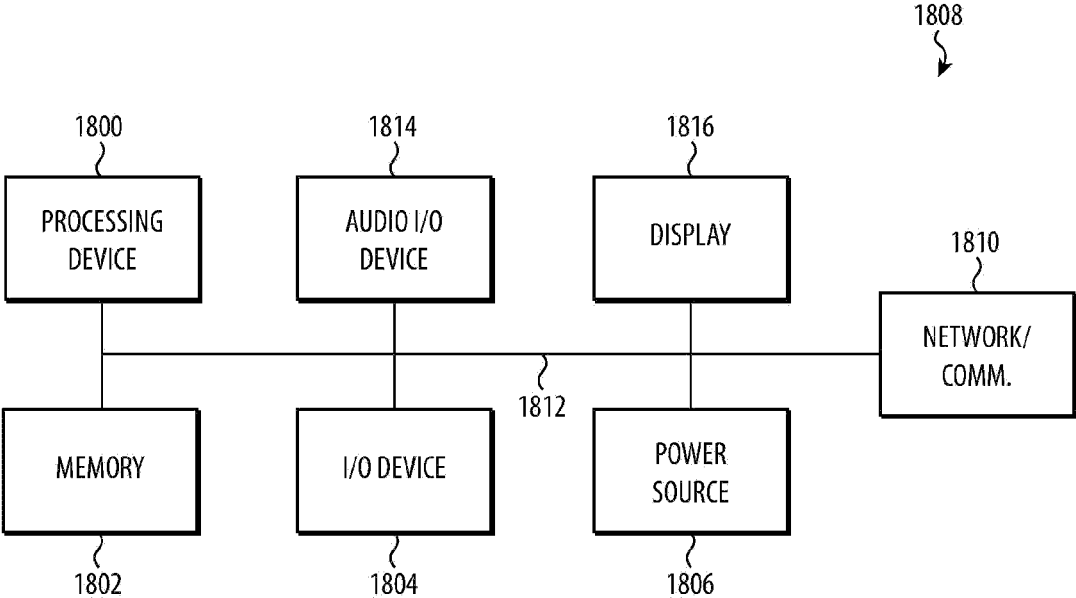 1808
1800
1814
1816
PROCESSING
DEVICE
AUDIO I/O
DEVICE
DISPLAY
1810
NETWORK/
COMM.
1812
MEMORY
I/O DEVICE
POWER
SOURCE
1802
1804
1806